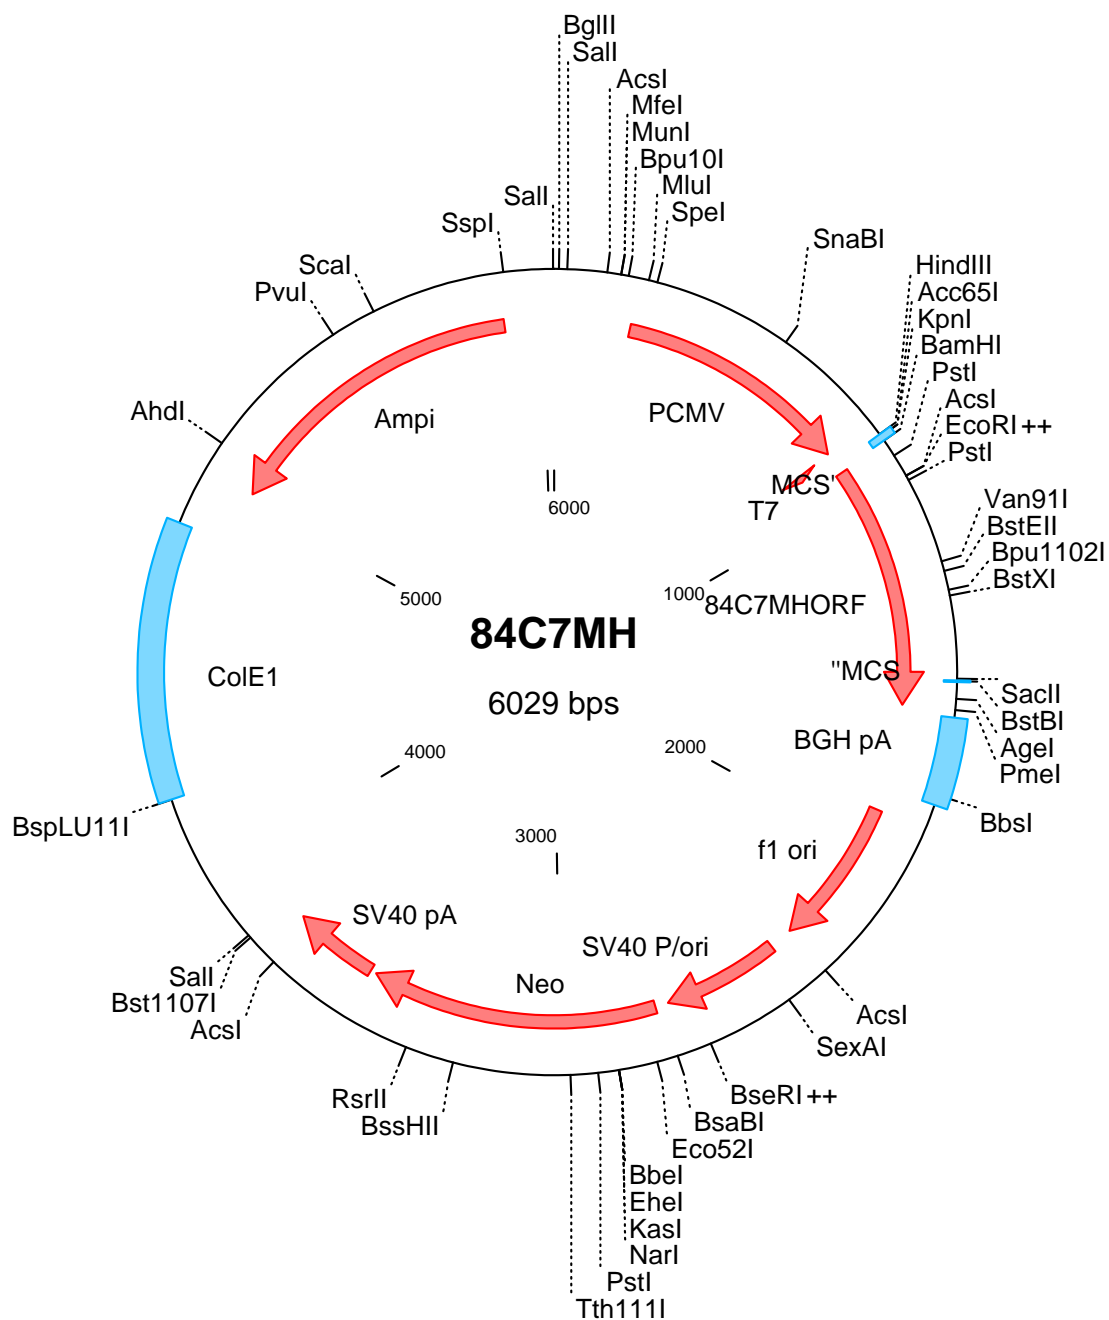 BglII
SalI
AcsI
MfeI
MunI
Bpu10I
MluI
SpeI
SalI
SspI
ScaI
PvuI
AhdI
SnaBI
HindIII
Acc65I
KpnI
BamHI
PstI
AcsI
EcoRI ++
PstI
Van91I
BstEII
Bpu1102I
BstXI
Ampi
PCMV
MCS'
T7
6000
5000
1000
84C7MHORF
84C7MH
6029 bps
ColE1
"MCS
SacII
BstBI
AgeI
PmeI
BGH pA
4000
2000
BbsI
BspLU11I
3000
f1 ori
SV40 pA
SV40 P/ori
Neo
SalI
Bst1107I
AcsI
AcsI
SexAI
RsrII
BssHII
BseRI ++
BsaBI
Eco52I
BbeI
EheI
KasI
NarI
PstI
Tth111I